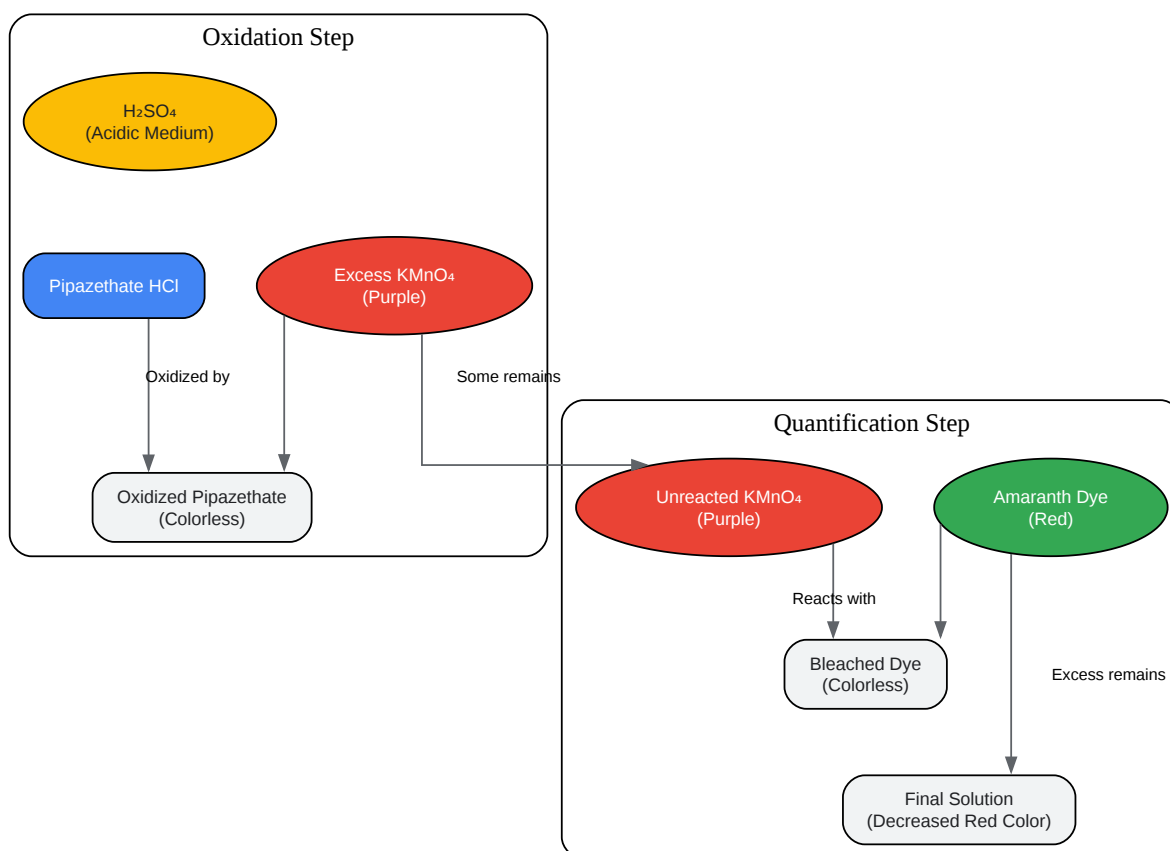 Oxidation Step
H₂SO₄
(Acidic Medium)
Pipazethate HCl
Excess KMnO₄
(Purple)
Oxidized by
Some remains
Oxidized Pipazethate
(Colorless)
Quantification Step
Unreacted KMnO₄
(Purple)
Amaranth Dye
(Red)
Reacts with
Bleached Dye
(Colorless)
Excess remains
Final Solution
(Decreased Red Color)